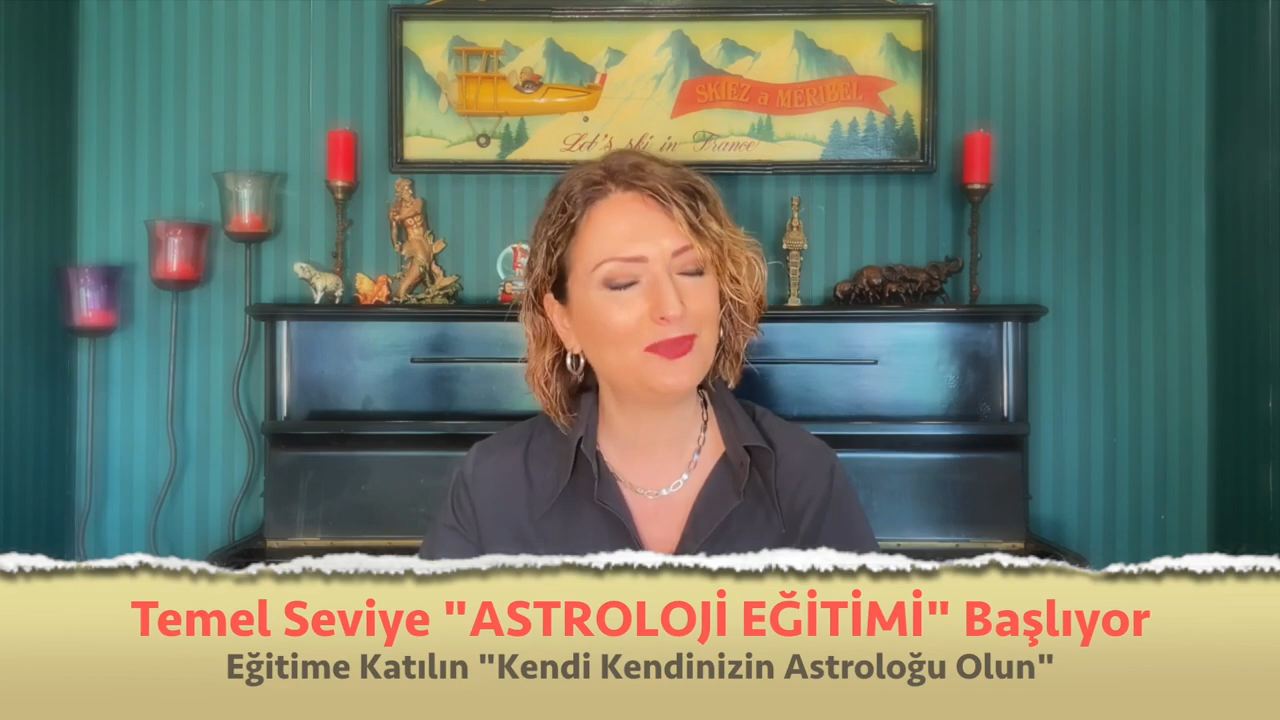 SKIEZ a MERIBEL
Let's ski in France
Temel Seviye "ASTROLOJİ EĞİTİMİ" Başlıyor
Eğitime Katılın "Kendi Kendinizin Astroloğu Olun"